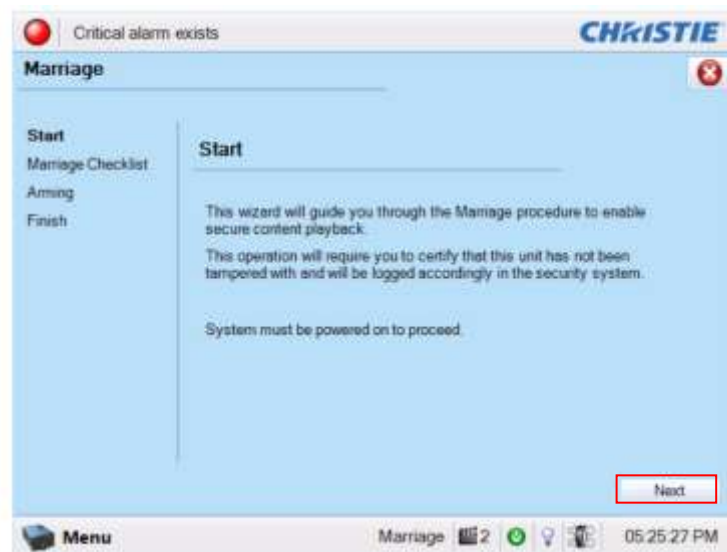 Critical alarm exists
CHRISTIE
Marriage
Start
Marriage Checklist
Arming
Finish
Start
This wizard will guide you through the Marriage procedure to enable
secure content playback.
This operation will require you to certify that this unit has not been
tampered with and will be logged accordingly in the security system.
System must be powered on to proceed.
Next
Menu
Marriage 2 05:25:27 PM